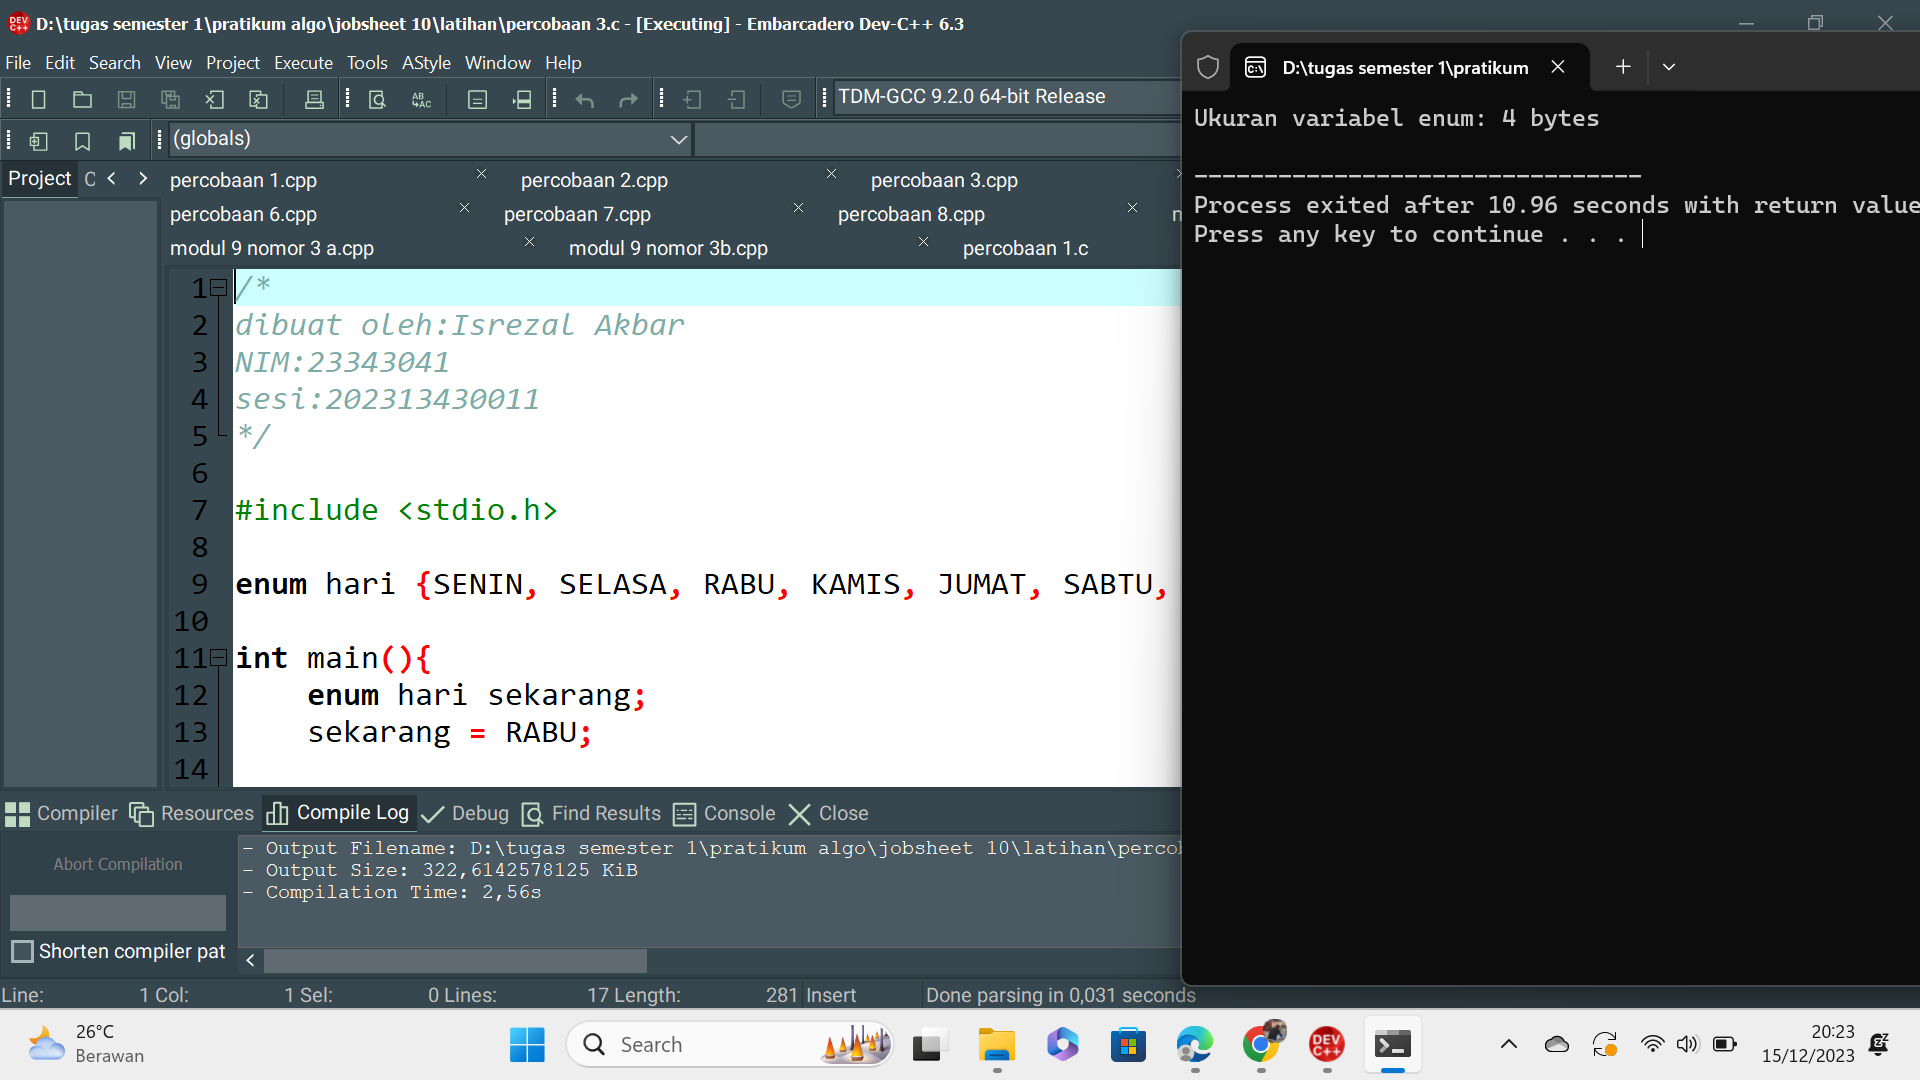 D:\tugas semester 1\pratikum algo\jobsheet 10\latihan\percobaan 3.c - [Executing] - Embarcadero Dev-C++ 6.3
File Edit Search View Project Execute Tools AStyle Window Help
TDM-GCC 9.2.0 64-bit Release
(globals)
Project
percobaan 1.cpp percobaan 2.cpp percobaan 3.cpp
percobaan 6.cpp percobaan 7.cpp percobaan 8.cpp
modul 9 nomor 3 a.cpp modul 9 nomor 3b.cpp percobaan 1.c
1 /*
2 dibuat oleh:Isrezal Akbar
3 NIM:23343041
4 sesi:202313430011
5 */
6
7 #include <stdio.h>
8
9 enum hari {SENIN, SELASA, RABU, KAMIS, JUMAT, SABTU,
10
11 int main(){
12 enum hari sekarang;
13 sekarang = RABU;
14
Compiler Resources Compile Log Debug Find Results Console Close
Abort Compilation
Shorten compiler pat
- Output Filename: D:\tugas semester 1\pratikum algo\jobsheet 10\latihan\perco
- Output Size: 322,6142578125 KiB
- Compilation Time: 2,56s
Line: 1 Col: 1 Sel: 0 Lines: 17 Length: 281 Insert Done parsing in 0,031 seconds
D:\tugas semester 1\pratikum
Ukuran variabel enum: 4 bytes
--------------------------------
Process exited after 10.96 seconds with return value
Press any key to continue . . .
26°C
Berawan
Search
DEV C++
20:23
15/12/2023